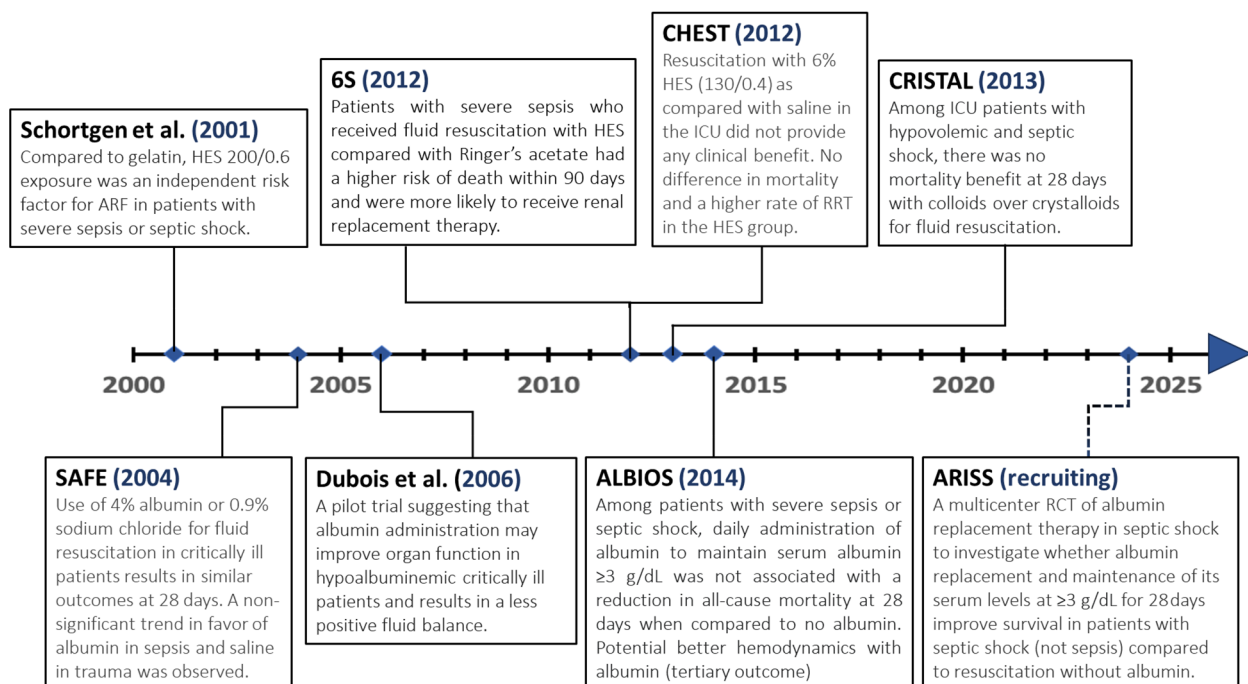 Schortgen et al. (2001)
Compared to gelatin, HES 200/0.6
exposure was an independent risk
factor for ARF in patients with
severe sepsis or septic shock.
6S (2012)
Patients with severe sepsis who
received fluid resuscitation with HES
compared with Ringer’s acetate had
a higher risk of death within 90 days
and were more likely to receive renal
replacement therapy.
CHEST (2012)
Resuscitation with 6%
HES (130/0.4) as
compared with saline in
the ICU did not provide
any clinical benefit. No
difference in mortality
and a higher rate of RRT
in the HES group.
CRISTAL (2013)
Among ICU patients with
hypovolemic and septic
shock, there was no
mortality benefit at 28 days
with colloids over crystalloids
for fluid resuscitation.
2000 2005 2010 2015 2020 2025
SAFE (2004)
Use of 4% albumin or 0.9%
sodium chloride for fluid
resuscitation in critically ill
patients results in similar
outcomes at 28 days. A non-
significant trend in favor of
albumin in sepsis and saline
in trauma was observed.
Dubois et al. (2006)
A pilot trial suggesting that
albumin administration may
improve organ function in
hypoalbuminemic critically ill
patients and results in a less
positive fluid balance.
ALBIOS (2014)
Among patients with severe sepsis or
septic shock, daily administration of
albumin to maintain serum albumin
≥3 g/dL was not associated with a
reduction in all-cause mortality at 28
days when compared to no albumin.
Potential better hemodynamics with
albumin (tertiary outcome)
ARISS (recruiting)
A multicenter RCT of albumin
replacement therapy in septic shock
to investigate whether albumin
replacement and maintenance of its
serum levels at ≥3 g/dL for 28 days
improve survival in patients with
septic shock (not sepsis) compared
to resuscitation without albumin.